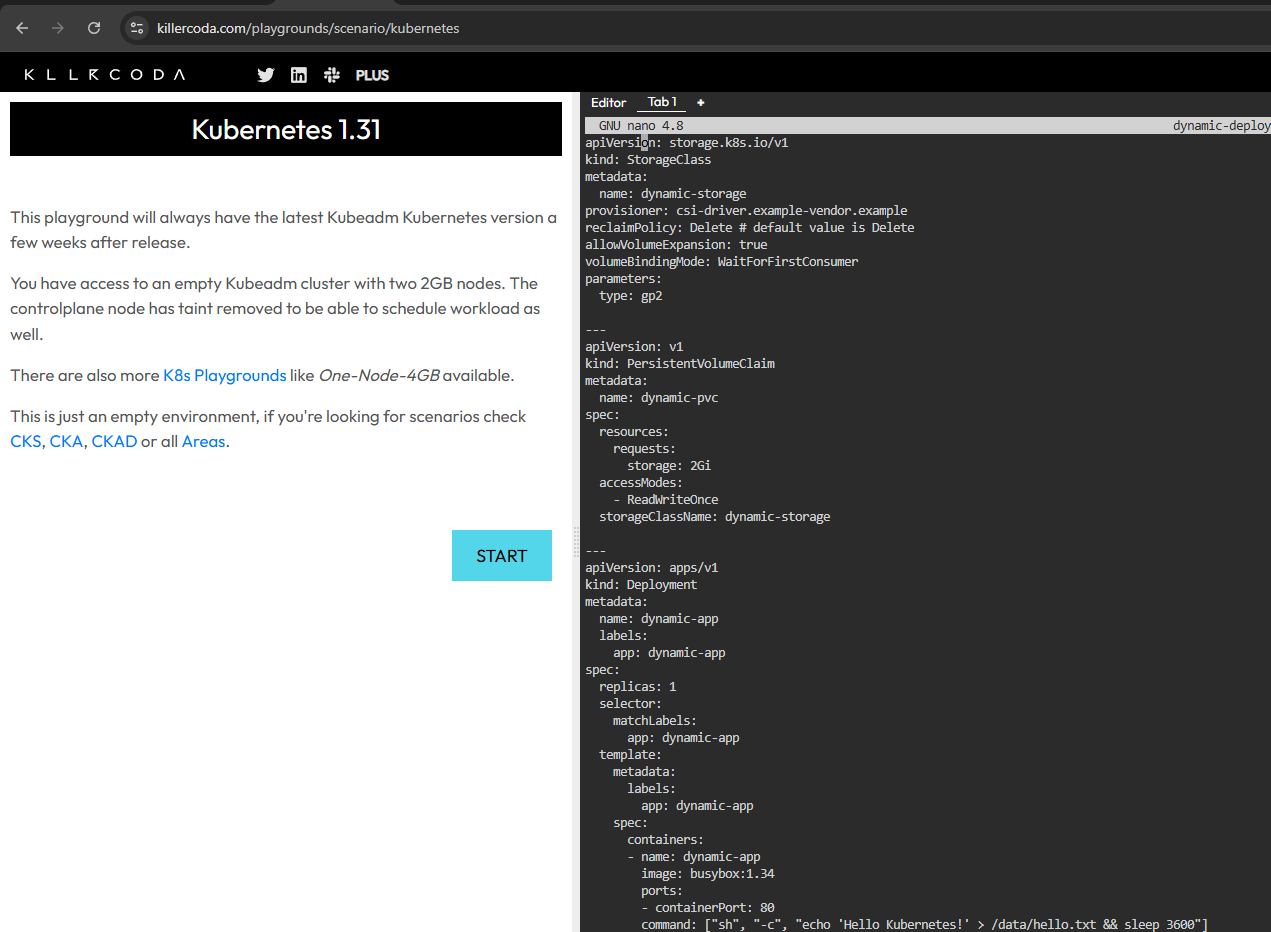 killercoda.com/playgrounds/scenario/kubernetes
KLLRCODA
PLUS
Kubernetes 1.31
This playground will always have the latest Kubeadm Kubernetes version a
few weeks after release.
You have access to an empty Kubeadm cluster with two 2GB nodes. The
controlplane node has taint removed to be able to schedule workload as
well.
There are also more K8s Playgrounds like One-Node-4GB available.
This is just an empty environment, if you're looking for scenarios check
CKS, CKA, CKAD or all Areas.
START
Editor Tab 1 +
GNU nano 4.8 dynamic-deploy
apiVersion: storage.k8s.io/v1
kind: StorageClass
metadata:
  name: dynamic-storage
provisioner: csi-driver.example-vendor.example
reclaimPolicy: Delete # default value is Delete
allowVolumeExpansion: true
volumeBindingMode: WaitForFirstConsumer
parameters:
  type: gp2
---
apiVersion: v1
kind: PersistentVolumeClaim
metadata:
  name: dynamic-pvc
spec:
  resources:
    requests:
      storage: 2Gi
  accessModes:
    - ReadWriteOnce
  storageClassName: dynamic-storage
---
apiVersion: apps/v1
kind: Deployment
metadata:
  name: dynamic-app
  labels:
    app: dynamic-app
spec:
  replicas: 1
  selector:
    matchLabels:
      app: dynamic-app
  template:
    metadata:
      labels:
        app: dynamic-app
    spec:
      containers:
      - name: dynamic-app
        image: busybox:1.34
        ports:
        - containerPort: 80
        command: ["sh", "-c", "echo 'Hello Kubernetes!' > /data/hello.txt && sleep 3600"]